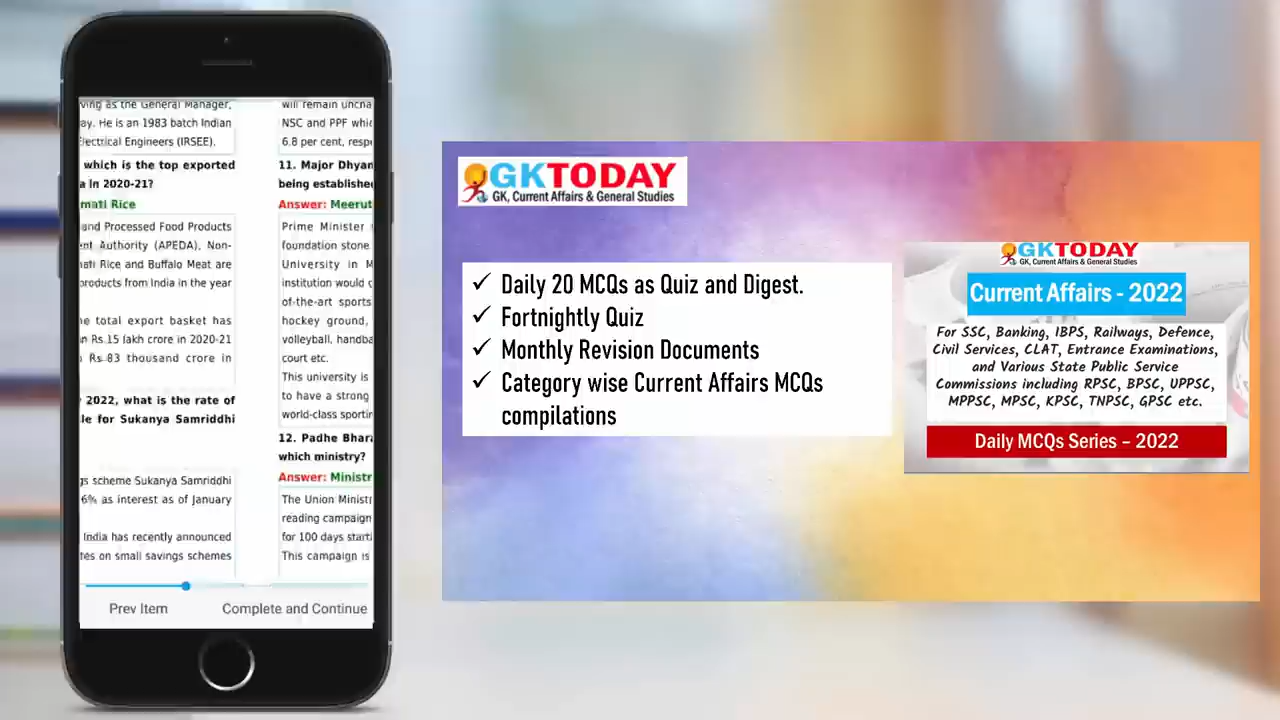 ving as the General Manager,
ay. He is an 1983 batch Indian
Electrical Engineers (IRSEE).
which is the top exported
a in 2020-21?
mati Rice
and Processed Food Products
nt Authority (APEDA), Non-
mati Rice and Buffalo Meat are
products from India in the year
e total export basket has
n Rs.15 lakh crore in 2020-21
Rs.83 thousand crore in
2022, what is the rate of
le for Sukanya Samriddhi
gs scheme Sukanya Samriddhi
6% as interest as of January
India has recently announced
tes on small savings schemes
will remain uncha
NSC and PPF whic
6.8 per cent, resp
11. Major Dhyan
being established
Answer: Meerut
Prime Minister
foundation stone
University in M
institution would c
of-the-art sports
hockey ground,
volleyball, handba
court etc.
This university is
to have a strong
world-class sportin
12. Padhe Bhara
which ministry?
Answer: Ministr
The Union Minist
reading campaign
for 100 days starti
This campaign is
Prev Item
Complete and Continue
GKTODAY
GK, Current Affairs & General Studies
✓ Daily 20 MCQs as Quiz and Digest.
✓ Fortnightly Quiz
✓ Monthly Revision Documents
✓ Category wise Current Affairs MCQs
compilations
GKTODAY
GK, Current Affairs & General Studies
Current Affairs - 2022
For SSC, Banking, IBPS, Railways, Defence,
Civil Services, CLAT, Entrance Examinations,
and Various State Public Service
Commissions including RPSC, BPSC, UPPSC,
MPPSC, MPSC, KPSC, TNPSC, GPSC etc.
Daily MCQs Series – 2022